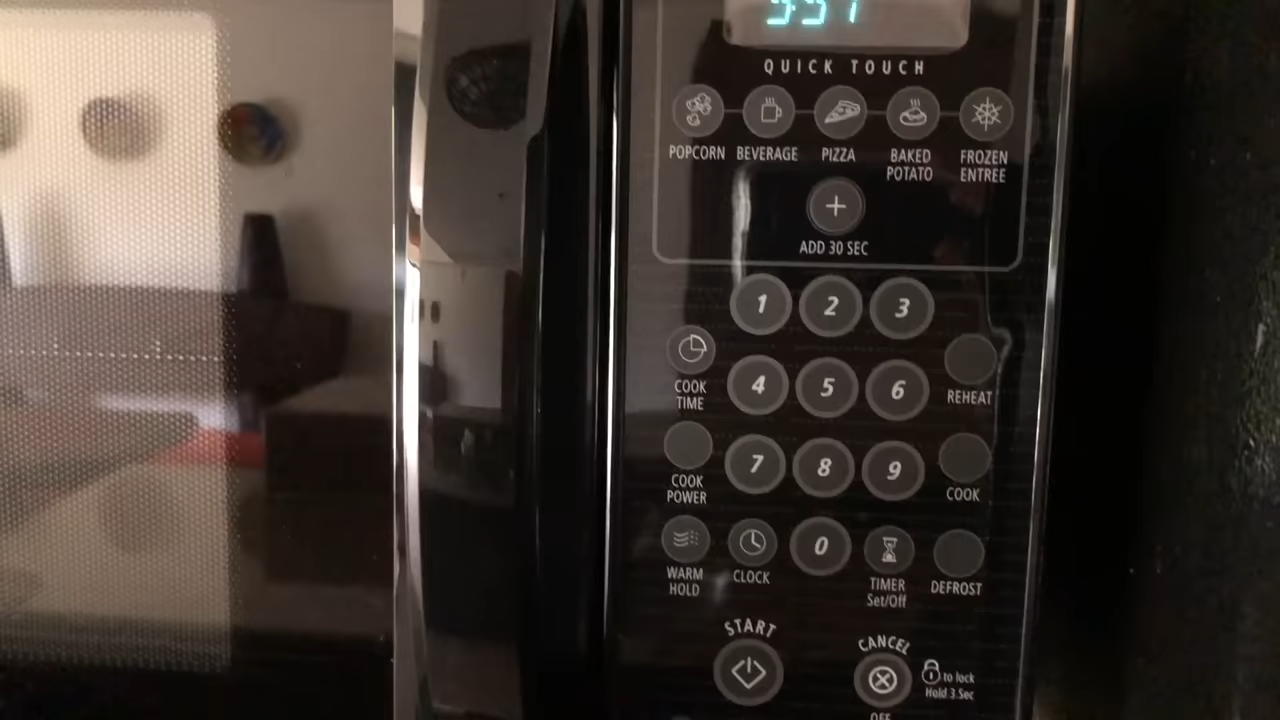 QUICK TOUCH
POPCORN BEVERAGE PIZZA BAKED POTATO FROZEN ENTREE
+
ADD 30 SEC
1 2 3
COOK TIME
4 5 6
REHEAT
7 8 9
COOK POWER
COOK
0
WARM HOLD
CLOCK
TIMER Set/Off
DEFROST
START
CANCEL
to lock
Hold 3 Sec
OFF